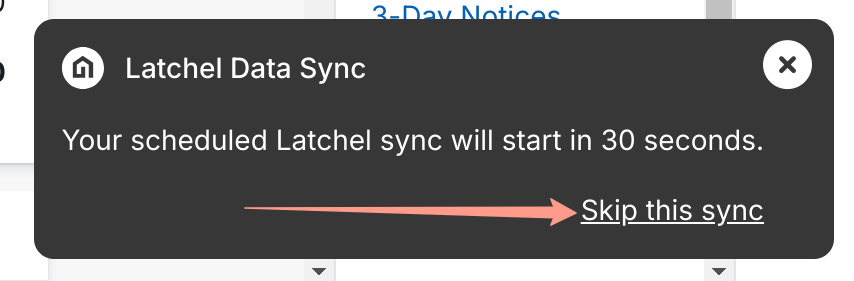 3-Day Notices
Latchel Data Sync
Your scheduled Latchel sync will start in 30 seconds.
Skip this sync